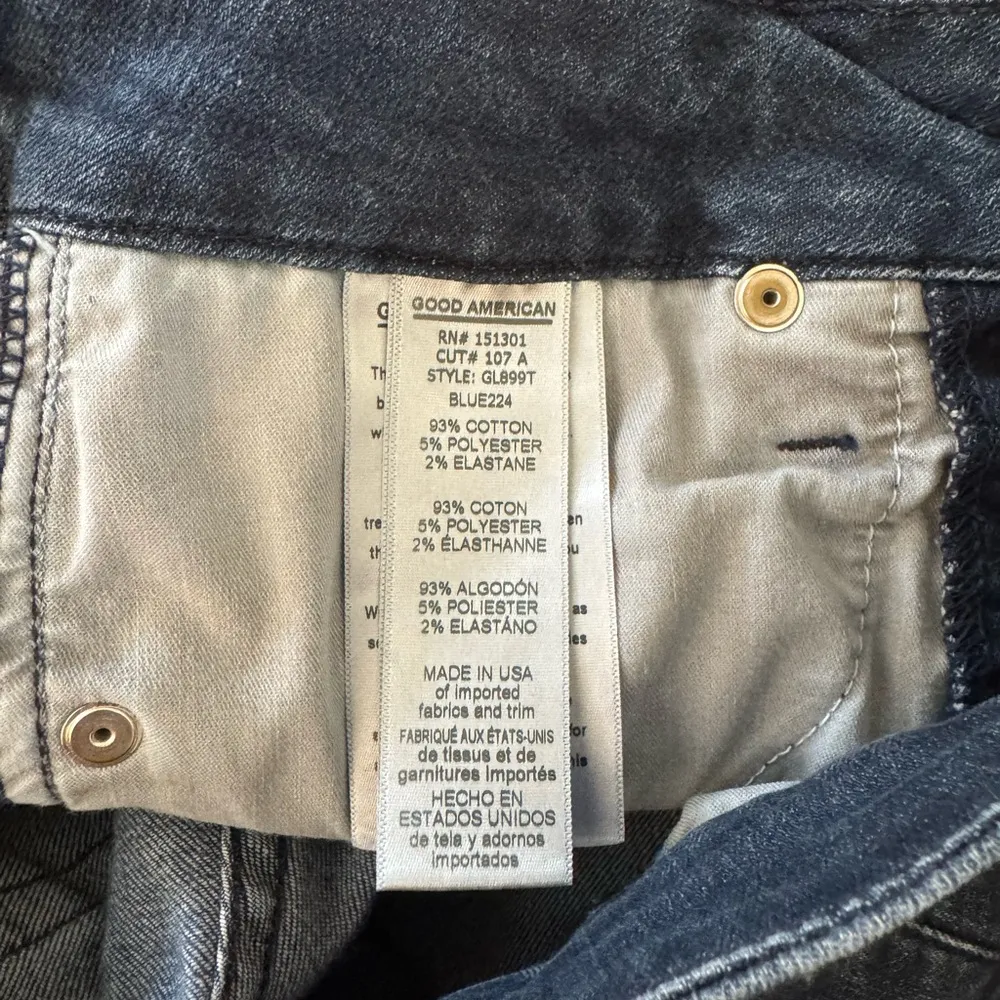 GOOD AMERICAN
RN# 151301
CUT# 107 A
STYLE: GL899T
BLUE224
93% COTTON
5% POLYESTER
2% ELASTANE
93% COTON
5% POLYESTER
2% ÉLASTHANNE
93% ALGODÓN
5% POLIESTER
2% ELASTÁNO
MADE IN USA
of imported
fabrics and trim
FABRIQUÉ AUX ÉTATS-UNIS
de tissus et de
garnitures importés
HECHO EN
ESTADOS UNIDOS
de tela y adornos
importados